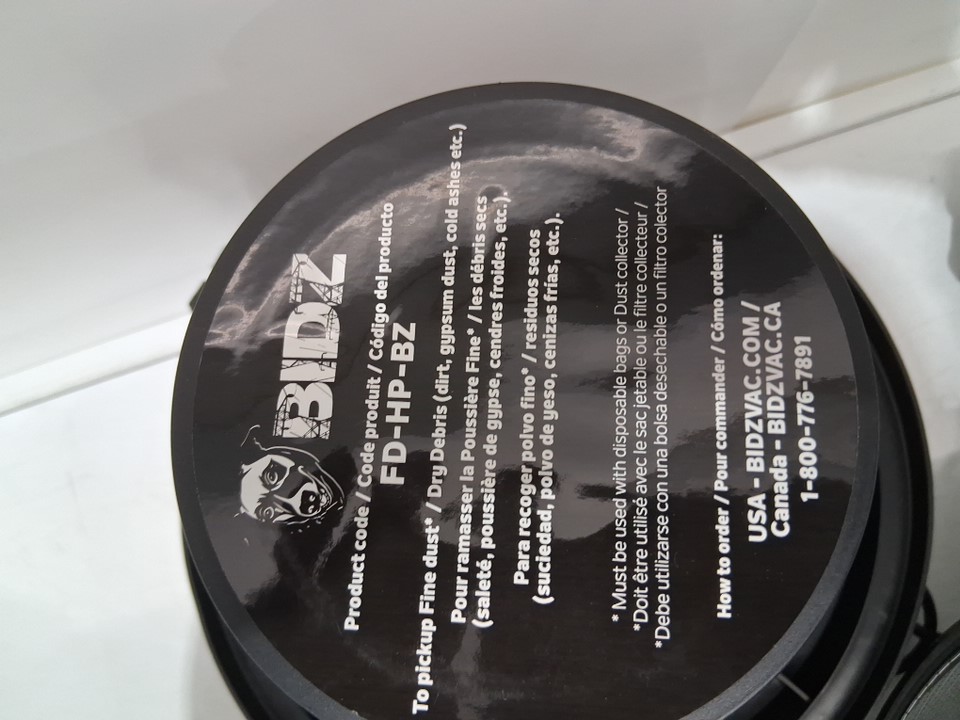 BIDZ
Product code / Code produit / Código del producto
FD-HP-BZ
To pickup Fine dust* / Dry Debris (dirt, gypsum dust, cold ashes etc.)
Pour ramasser la Poussière Fine* / les débris secs
(saleté, poussière de gypse, cendres froides, etc.).
Para recoger polvo fino* / residuos secos
(suciedad, polvo de yeso, cenizas frias, etc.).
* Must be used with disposable bags or Dust collector /
*Doit être utilisé avec le sac jetable ou le filtre collecteur /
*Debe utilizarse con una bolsa desechable o un filtro colector
How to order / Pour commander / Cómo ordenar:
USA - BIDZVAC.COM /
Canada - BIDZVAC.CA
1-800-776-7891